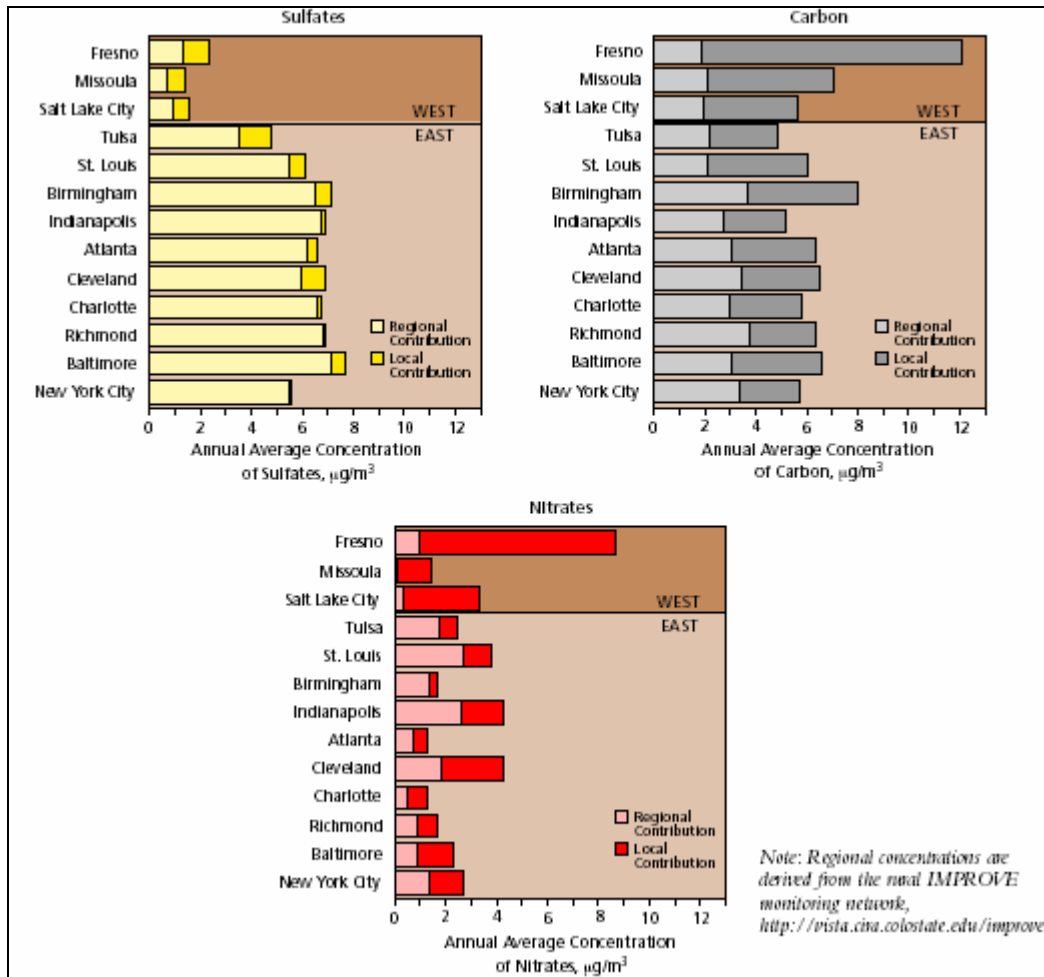 Sulfates
Fresno
Missoula
Salt Lake City
WEST
EAST
Tulsa
St. Louis
Birmingham
Indianapolis
Atlanta
Cleveland
Charlotte
Richmond
Baltimore
New York City
Regional
Contribution
Local
Contribution
0 2 4 6 8 10 12
Annual Average Concentration
of Sulfates, µg/m³
Carbon
Fresno
Missoula
Salt Lake City
WEST
EAST
Tulsa
St. Louis
Birmingham
Indianapolis
Atlanta
Cleveland
Charlotte
Richmond
Baltimore
New York City
Regional
Contribution
Local
Contribution
0 2 4 6 8 10 12
Annual Average Concentration
of Carbon, µg/m³
Nitrates
Fresno
Missoula
Salt Lake City
WEST
EAST
Tulsa
St. Louis
Birmingham
Indianapolis
Atlanta
Cleveland
Charlotte
Richmond
Baltimore
New York City
Regional
Contribution
Local
Contribution
0 2 4 6 8 10 12
Annual Average Concentration
of Nitrates, µg/m³
Note: Regional concentrations are
derived from the rural IMPROVE
monitoring network,
http://vista.cira.colostate.edu/improve